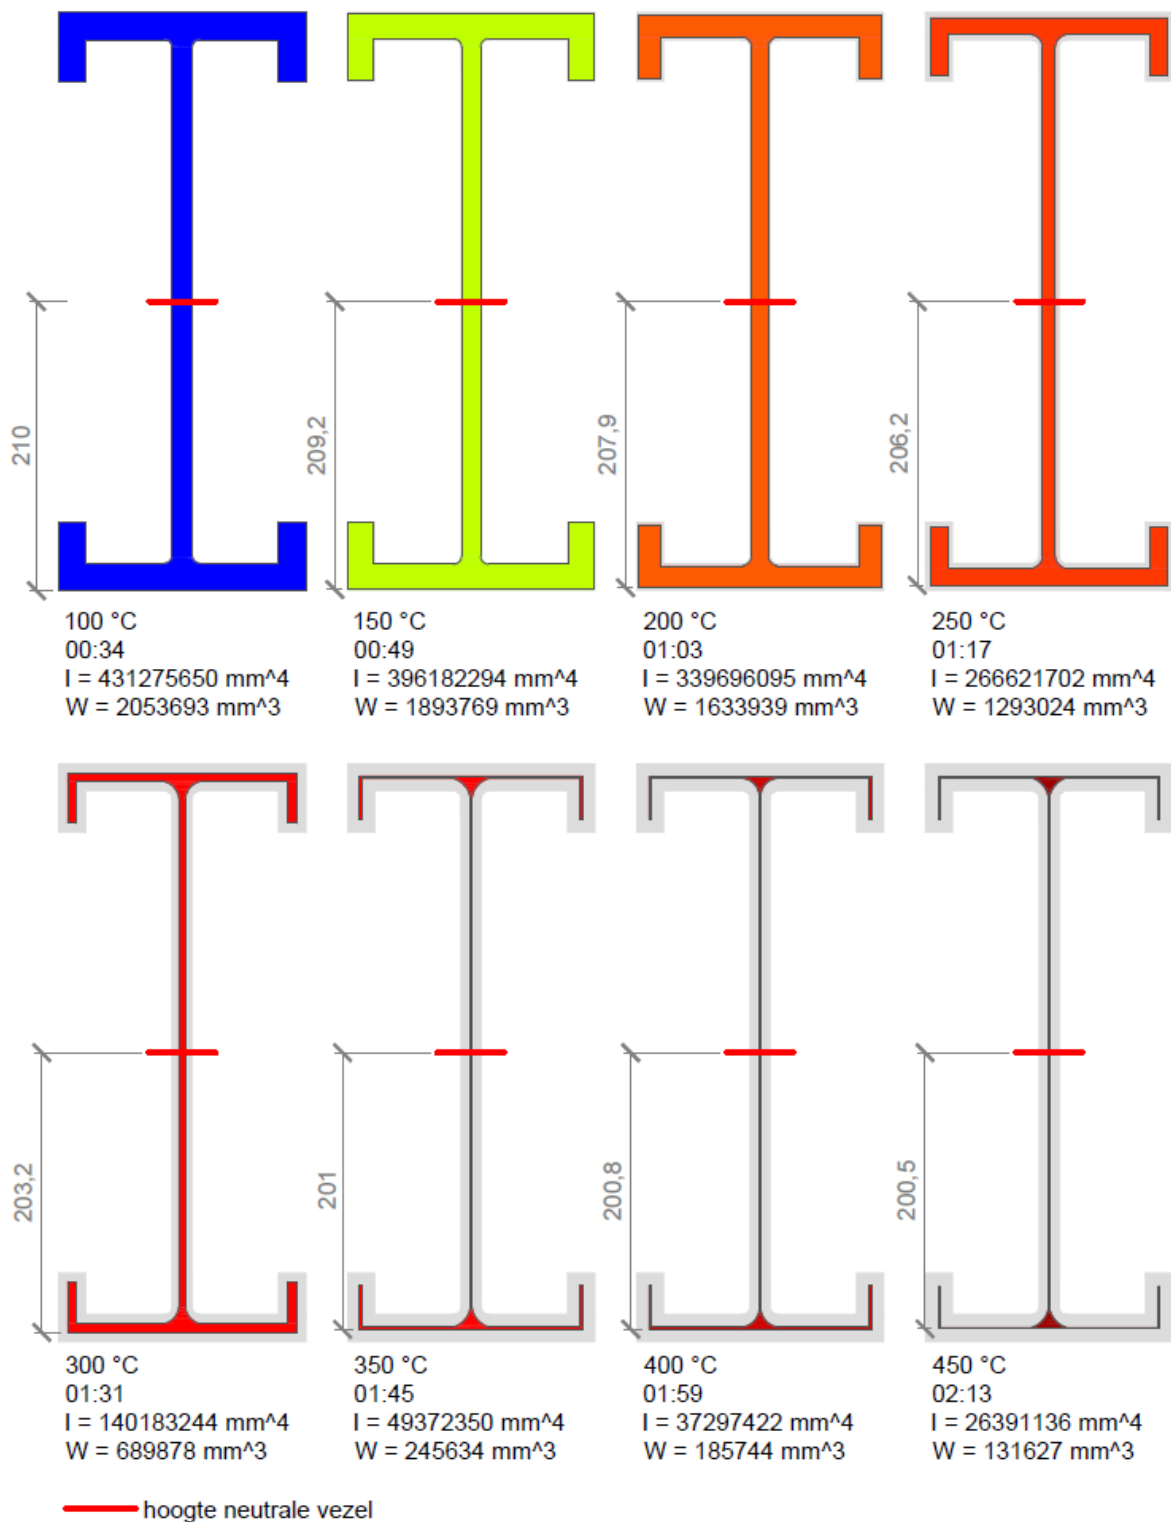 210
209,2
207,9
206,2
100 °C
00:34
I = 431275650 mm^4
W = 2053693 mm^3
150 °C
00:49
I = 396182294 mm^4
W = 1893769 mm^3
200 °C
01:03
I = 339696095 mm^4
W = 1633939 mm^3
250 °C
01:17
I = 266621702 mm^4
W = 1293024 mm^3
203,2
201
200,8
200,5
300 °C
01:31
I = 140183244 mm^4
W = 689878 mm^3
350 °C
01:45
I = 49372350 mm^4
W = 245634 mm^3
400 °C
01:59
I = 37297422 mm^4
W = 185744 mm^3
450 °C
02:13
I = 26391136 mm^4
W = 131627 mm^3
hoogte neutrale vezel